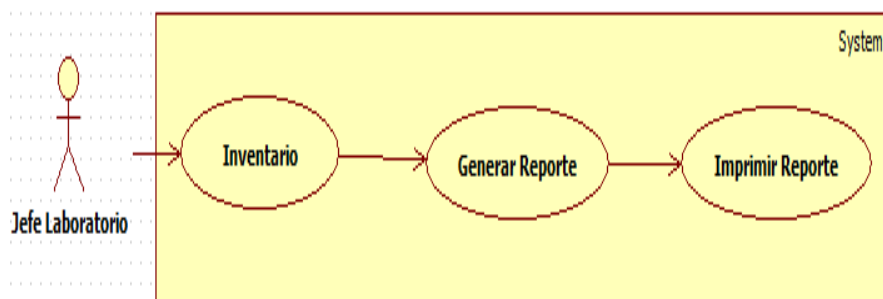 System
Inventario
Generar Reporte
Imprimir Reporte
Jefe Laboratorio